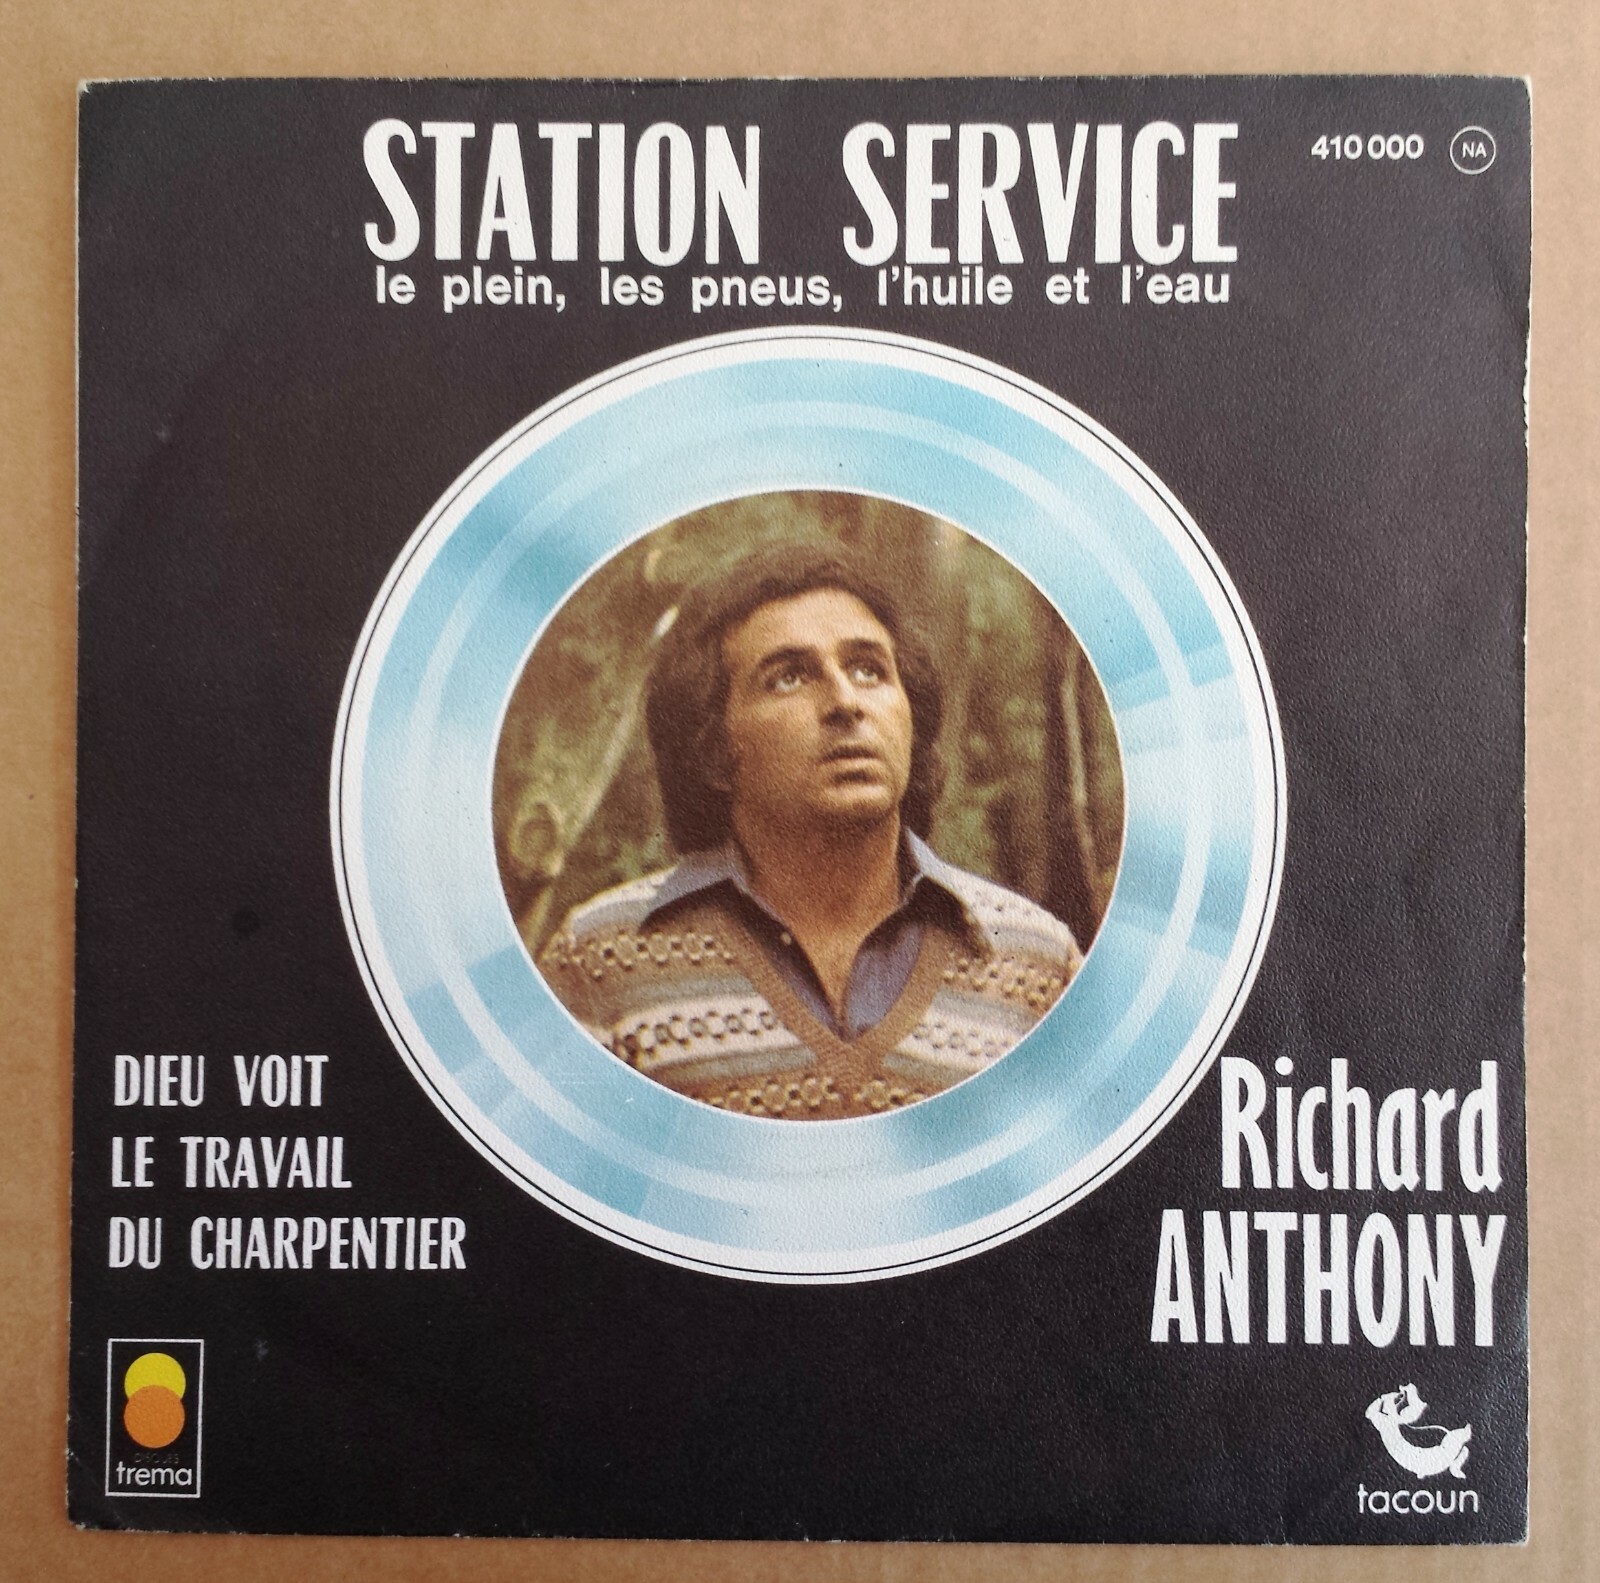 STATION SERVICE
410 000 NA
le plein, les pneus, l'huile et l'eau
DIEU VOIT
LE TRAVAIL
DU CHARPENTIER
Richard
ANTHONY
disques
trema
tacoun